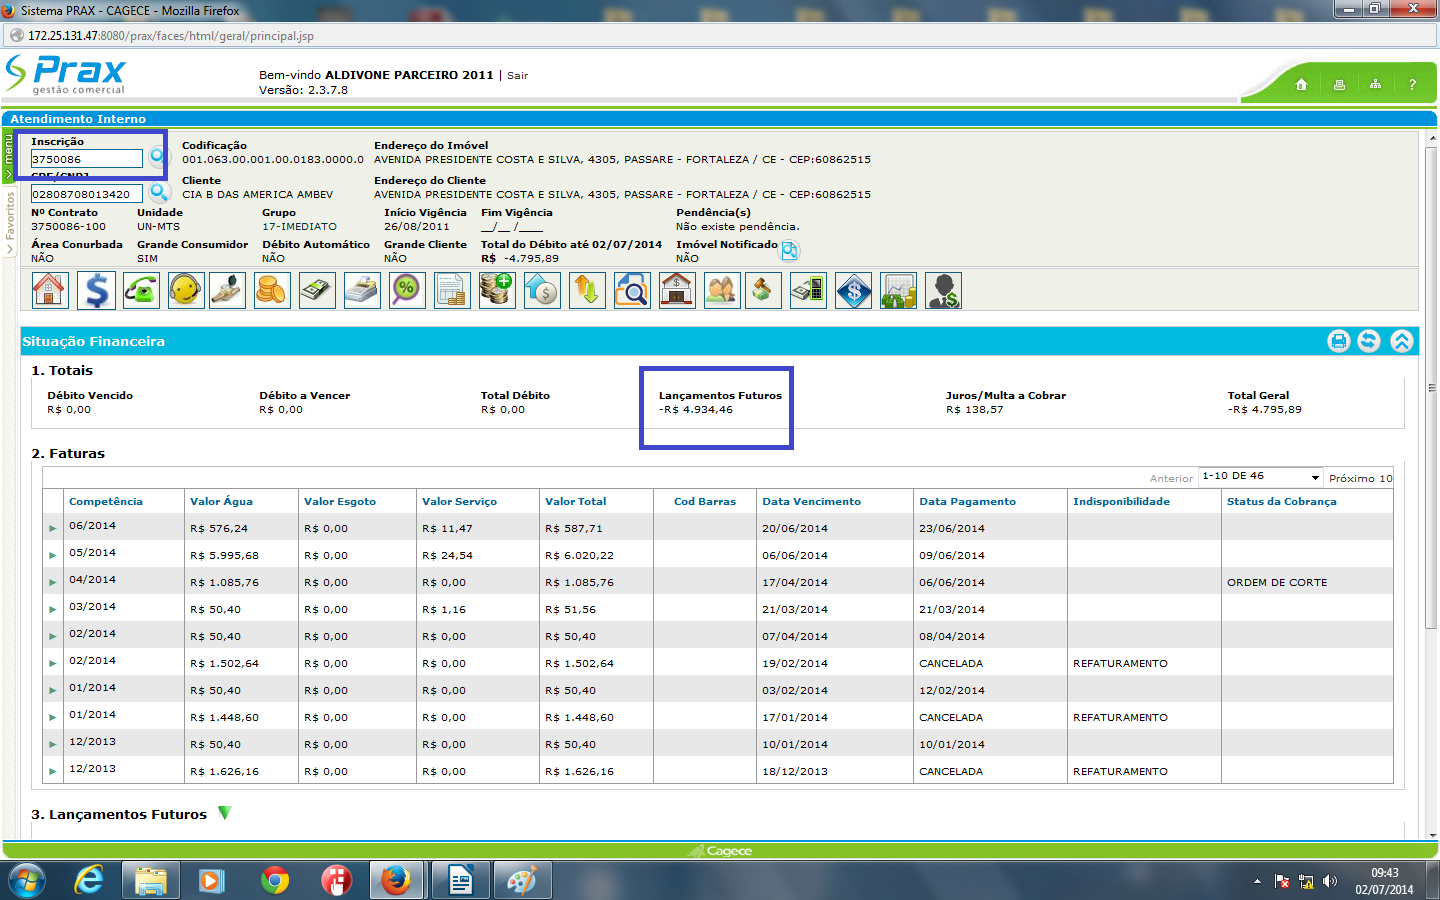 Sistema PRAX - CAGECE - Mozilla Firefox
172.25.131.47:8080/prax/faces/html/geral/principal.jsp
Prax
gestão comercial
Bem-vindo ALDIVONE PARCEIRO 2011 | Sair
Versão: 2.3.7.8
?
Atendimento Interno
menu
Favoritos
Inscrição
3750086
Codificação
001.063.00.001.00.0183.0000.0
Endereço do Imóvel
AVENIDA PRESIDENTE COSTA E SILVA, 4305, PASSARE - FORTALEZA / CE - CEP:60862515
CPF/CNPJ
02808708013420
Cliente
CIA B DAS AMERICA AMBEV
Endereço do Cliente
AVENIDA PRESIDENTE COSTA E SILVA, 4305, PASSARE - FORTALEZA / CE - CEP:60862515
Nº Contrato Unidade Grupo Início Vigência Fim Vigência Pendência(s)
3750086-100 UN-MTS 17-IMEDIATO 26/08/2011 __/__/____ Não existe pendência.
Área Conurbada Grande Consumidor Débito Automático Grande Cliente Total do Débito até 02/07/2014 Imóvel Notificado
NÃO SIM NÃO NÃO R$ -4.795,89 NÃO
Situação Financeira
1. Totais
Débito Vencido Débito a Vencer Total Débito Lançamentos Futuros Juros/Multa a Cobrar Total Geral
R$ 0,00 R$ 0,00 R$ 0,00 -R$ 4.934,46 R$ 138,57 -R$ 4.795,89
2. Faturas
Anterior 1-10 DE 46 Próximo 10
Competência Valor Água Valor Esgoto Valor Serviço Valor Total Cod Barras Data Vencimento Data Pagamento Indisponibilidade Status da Cobrança
06/2014 R$ 576,24 R$ 0,00 R$ 11,47 R$ 587,71 20/06/2014 23/06/2014
05/2014 R$ 5.995,68 R$ 0,00 R$ 24,54 R$ 6.020,22 06/06/2014 09/06/2014
04/2014 R$ 1.085,76 R$ 0,00 R$ 0,00 R$ 1.085,76 17/04/2014 06/06/2014 ORDEM DE CORTE
03/2014 R$ 50,40 R$ 0,00 R$ 1,16 R$ 51,56 21/03/2014 21/03/2014
02/2014 R$ 50,40 R$ 0,00 R$ 0,00 R$ 50,40 07/04/2014 08/04/2014
02/2014 R$ 1.502,64 R$ 0,00 R$ 0,00 R$ 1.502,64 19/02/2014 CANCELADA REFATURAMENTO
01/2014 R$ 50,40 R$ 0,00 R$ 0,00 R$ 50,40 03/02/2014 12/02/2014
01/2014 R$ 1.448,60 R$ 0,00 R$ 0,00 R$ 1.448,60 17/01/2014 CANCELADA REFATURAMENTO
12/2013 R$ 50,40 R$ 0,00 R$ 0,00 R$ 50,40 10/01/2014 10/01/2014
12/2013 R$ 1.626,16 R$ 0,00 R$ 0,00 R$ 1.626,16 18/12/2013 CANCELADA REFATURAMENTO
3. Lançamentos Futuros
Cagece
09:43
02/07/2014